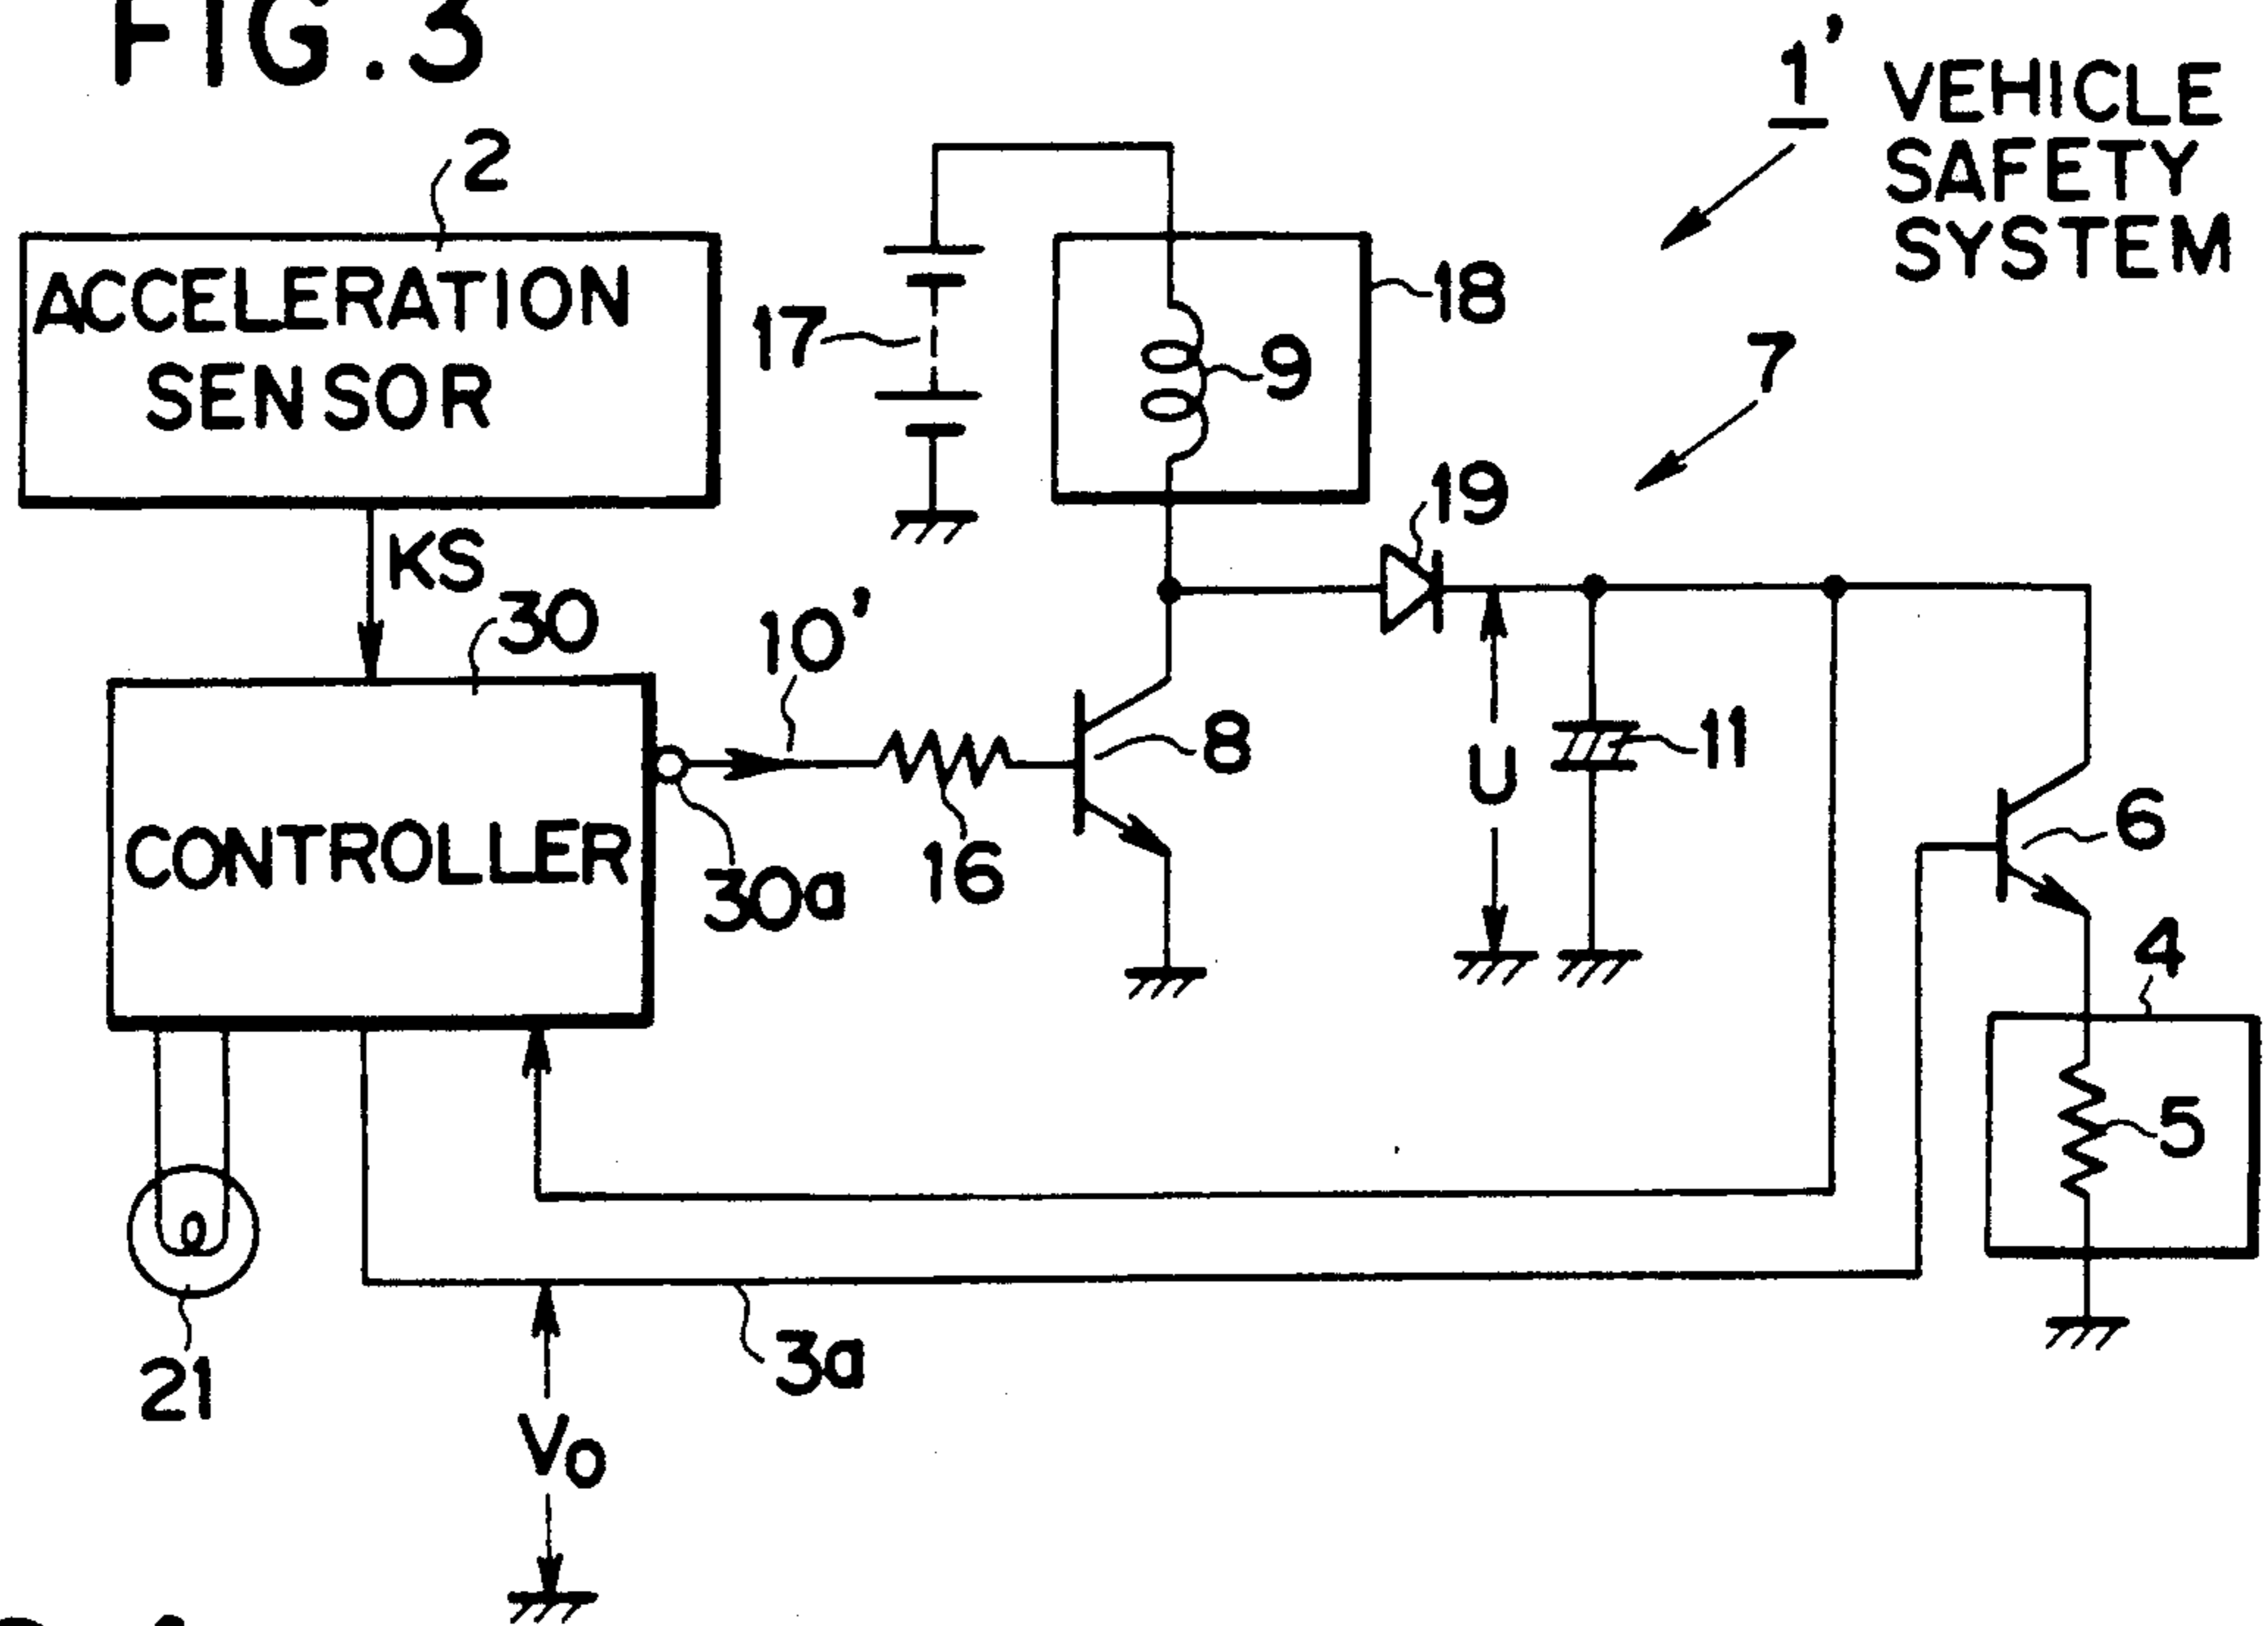 FIG.3
1' VEHICLE
SAFETY
SYSTEM
2
ACCELERATION
SENSOR
17
18
9
7
19
KS
30
10'
8
11
U
6
CONTROLLER
16
30a
4
5
21
3a
Vo